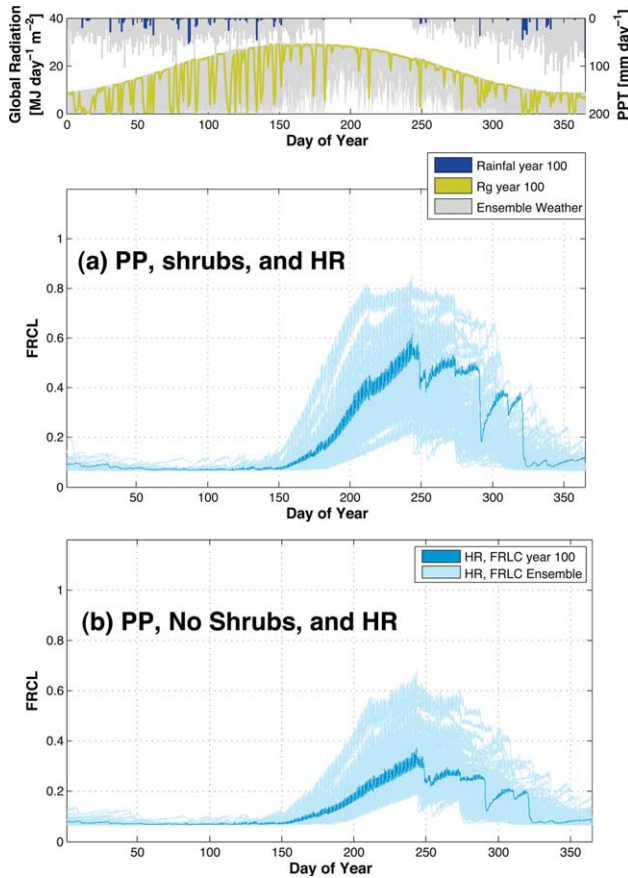 Global Radiation
[MJ day⁻¹ m⁻²]
40
20
0
0
100
200
PPT [mm day⁻¹]
0 50 100 150 200 250 300 350
Day of Year
Rainfal year 100
Rg year 100
Ensemble Weather
(a) PP, shrubs, and HR
FRCL
1
0.8
0.6
0.4
0.2
0
50 100 150 200 250 300 350
Day of Year
HR, FRLC year 100
HR, FRLC Ensemble
(b) PP, No Shrubs, and HR
FRCL
1
0.8
0.6
0.4
0.2
0
50 100 150 200 250 300 350
Day of Year